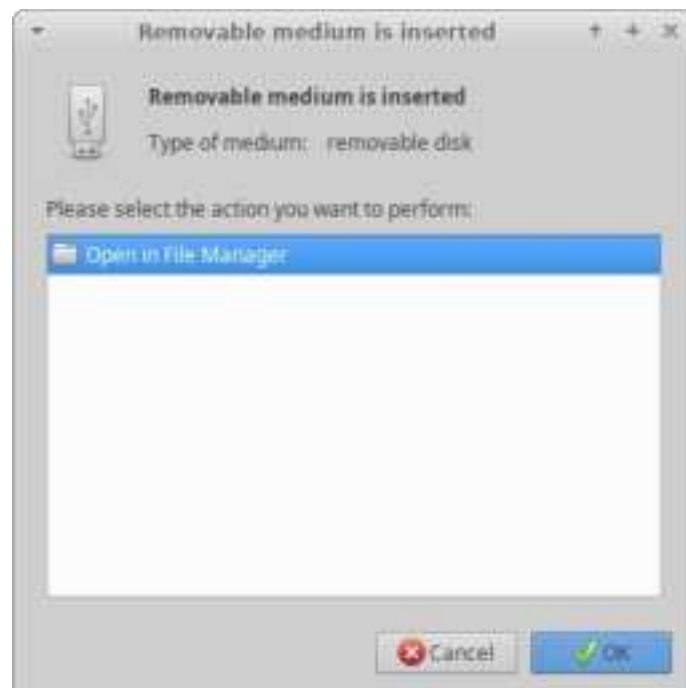 Removable medium is inserted
Removable medium is inserted
Type of medium: removable disk
Please select the action you want to perform:
Open in File Manager
Cancel
OK